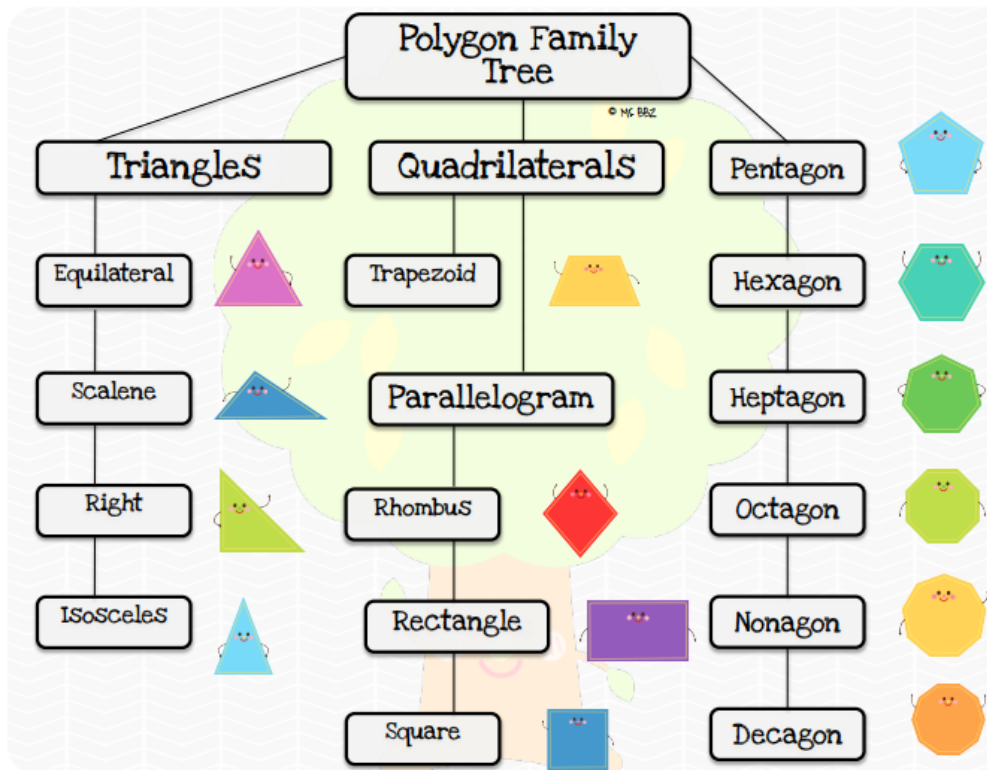 Polygon Family
Tree
© Ms BBZ
Triangles
Quadrilaterals
Pentagon
Equilateral
Trapezoid
Hexagon
Scalene
Parallelogram
Heptagon
Right
Rhombus
Octagon
Isosceles
Rectangle
Nonagon
Square
Decagon